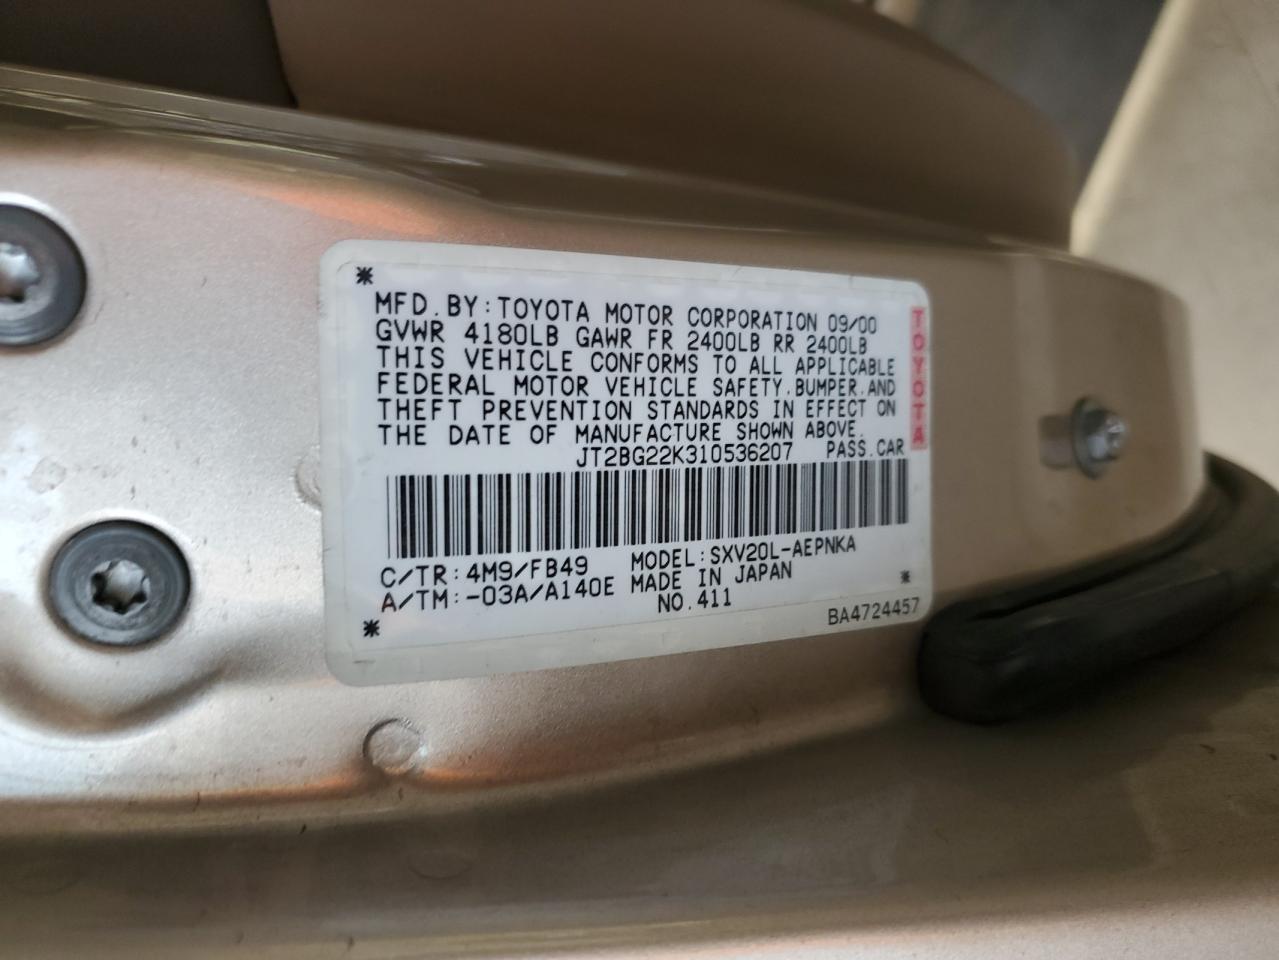 MFD. BY: TOYOTA MOTOR CORPORATION 09/00
GVWR 4180LB GAWR FR 2400LB RR 2400LB
THIS VEHICLE CONFORMS TO ALL APPLICABLE
FEDERAL MOTOR VEHICLE SAFETY, BUMPER, AND
THEFT PREVENTION STANDARDS IN EFFECT ON
THE DATE OF MANUFACTURE SHOWN ABOVE.
JT2BG22K310536207 PASS. CAR
C/TR: 4M9/FB49 MODEL: SXV20L-AEPNKA
A/TM: -03A/A140E MADE IN JAPAN
NO. 411
BA4724457
TOYOTA